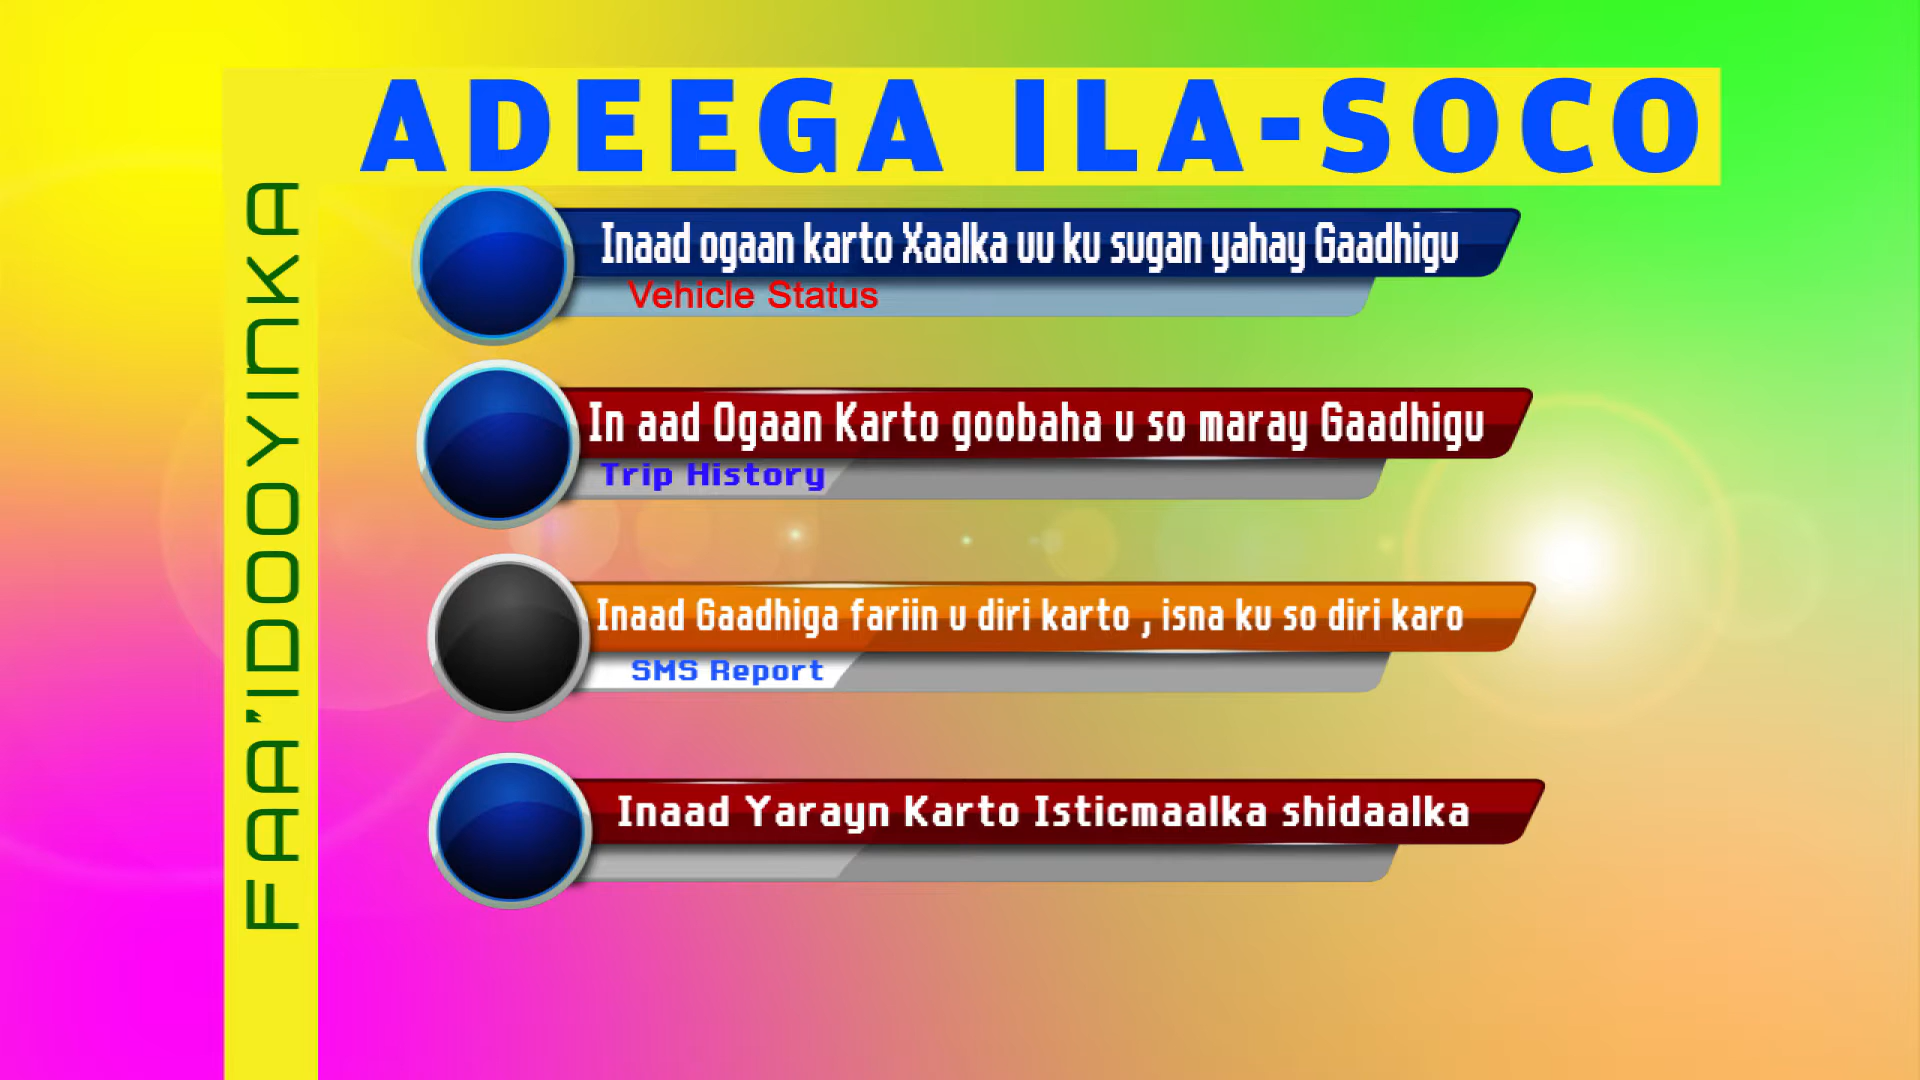 ADEEGA ILA-SOCO
FAA"IDOOYINKA
Inaad ogaan karto Xaalka uu ku sugan yahay Gaadhigu
Vehicle Status
In aad Ogaan Karto goobaha u so maray Gaadhigu
Trip History
Inaad Gaadhiga fariin u diri karto , isna ku so diri karo
SMS Report
Inaad Yarayn Karto Isticmaalka shidaalka